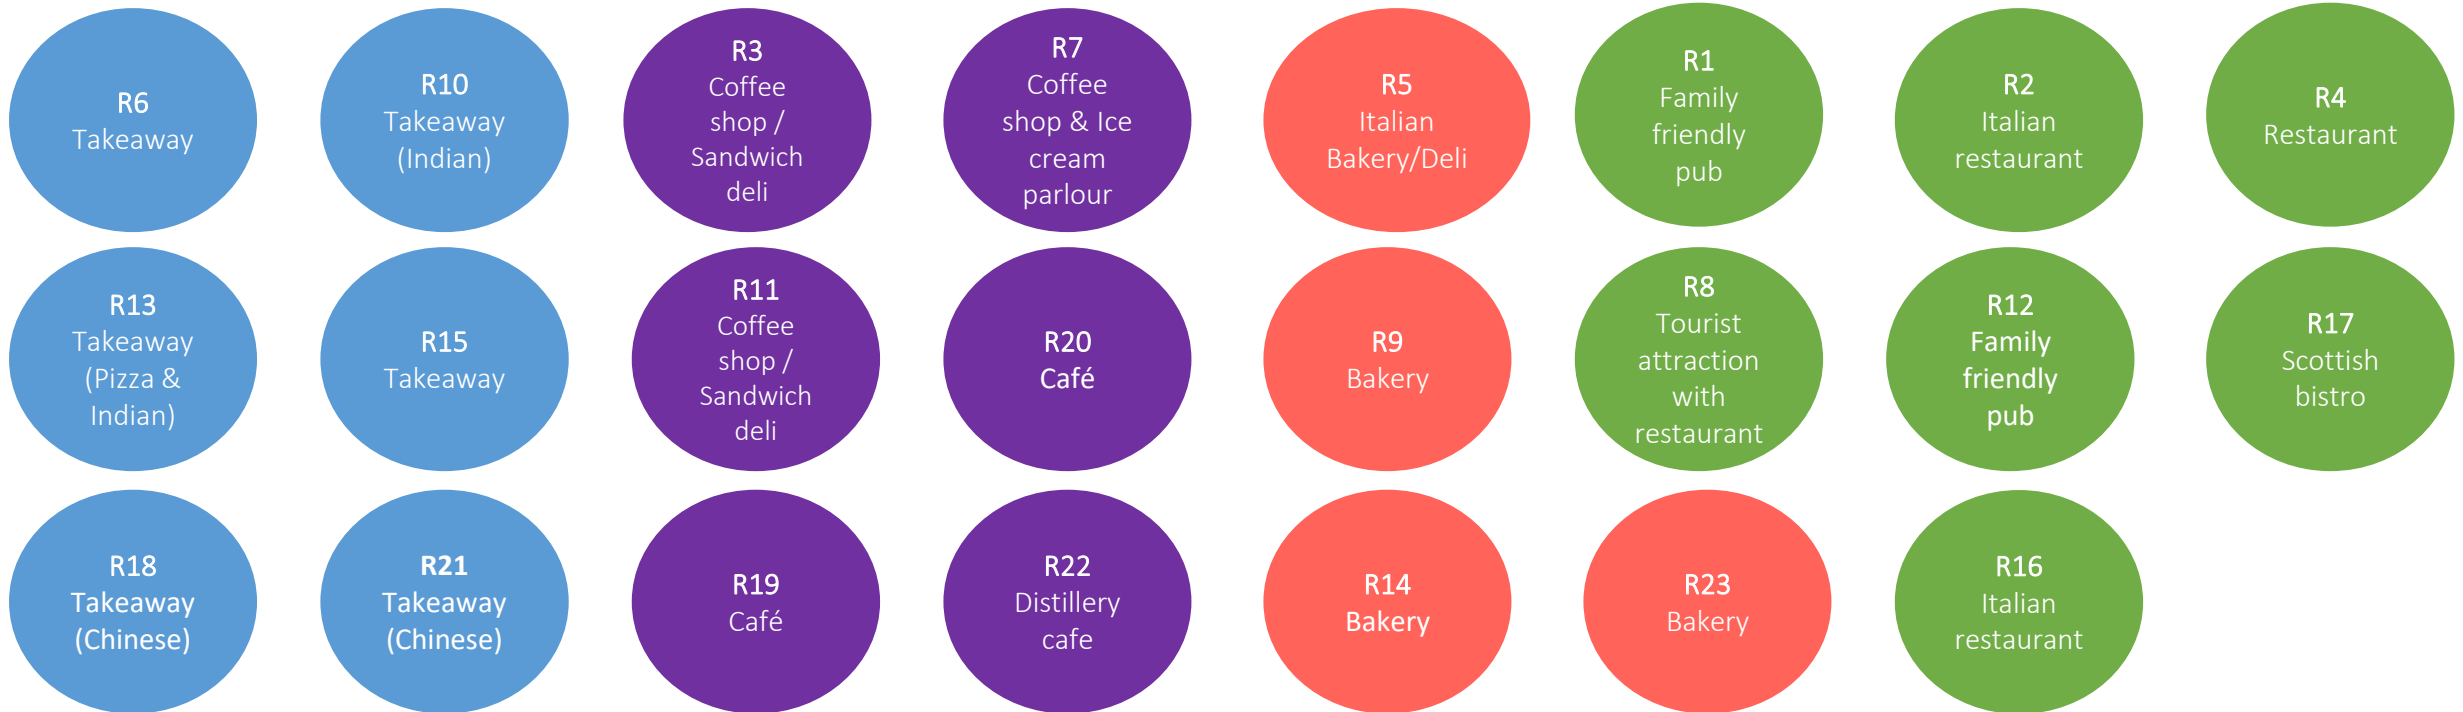 R6
Takeaway
R10
Takeaway
(Indian)
R3
Coffee
shop /
Sandwich
deli
R7
Coffee
shop & Ice
cream
parlour
R5
Italian
Bakery/Deli
R1
Family
friendly
pub
R2
Italian
restaurant
R4
Restaurant
R13
Takeaway
(Pizza &
Indian)
R15
Takeaway
R11
Coffee
shop /
Sandwich
deli
R20
Café
R9
Bakery
R8
Tourist
attraction
with
restaurant
R12
Family
friendly
pub
R17
Scottish
bistro
R18
Takeaway
(Chinese)
R21
Takeaway
(Chinese)
R19
Café
R22
Distillery
cafe
R14
Bakery
R23
Bakery
R16
Italian
restaurant